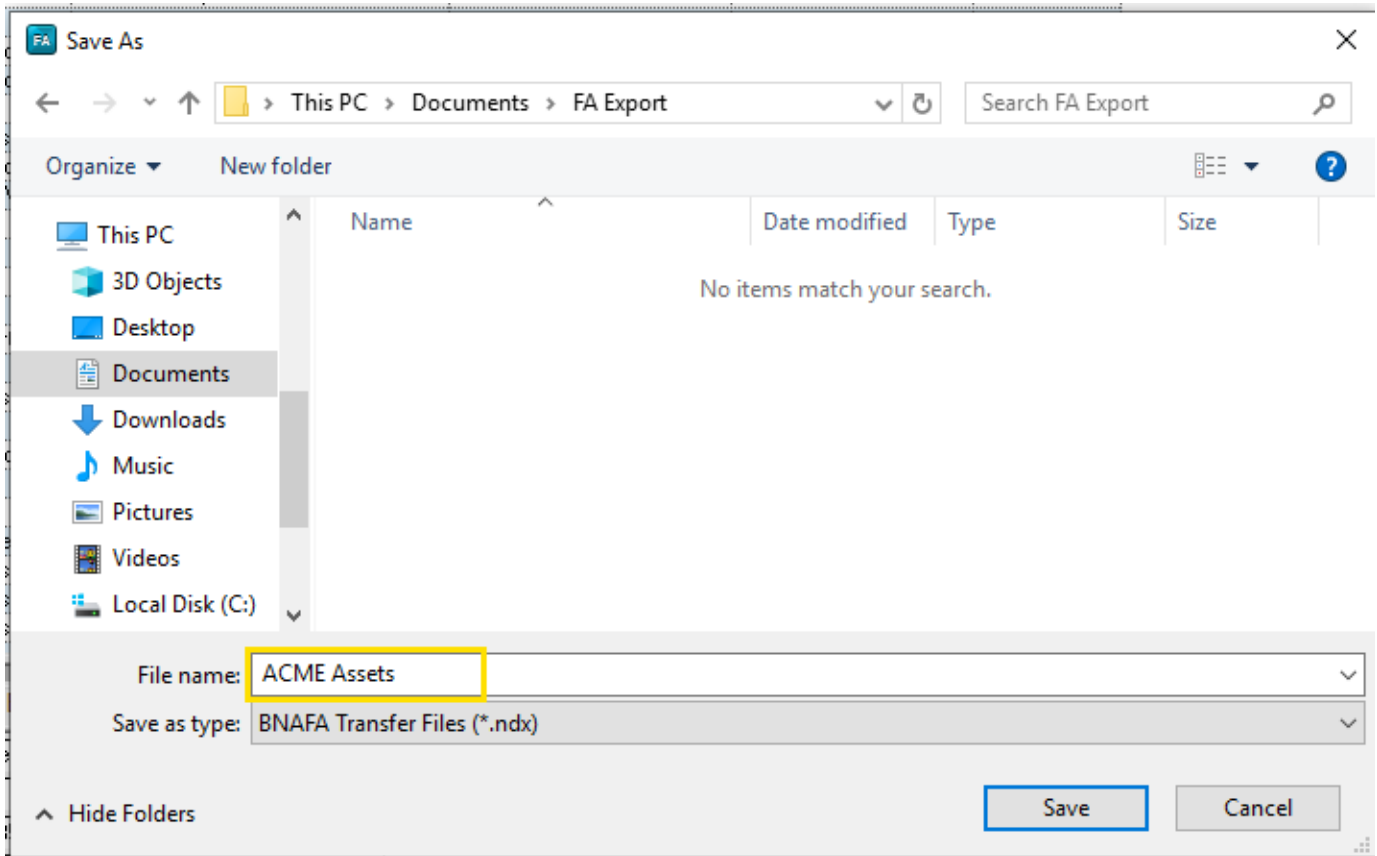 FA Save As
This PC > Documents > FA Export
Search FA Export
Organize New folder
?
Name Date modified Type Size
No items match your search.
This PC
3D Objects
Desktop
Documents
Downloads
Music
Pictures
Videos
Local Disk (C:)
File name: ACME Assets
Save as type: BNAFA Transfer Files (*.ndx)
Hide Folders
Save Cancel